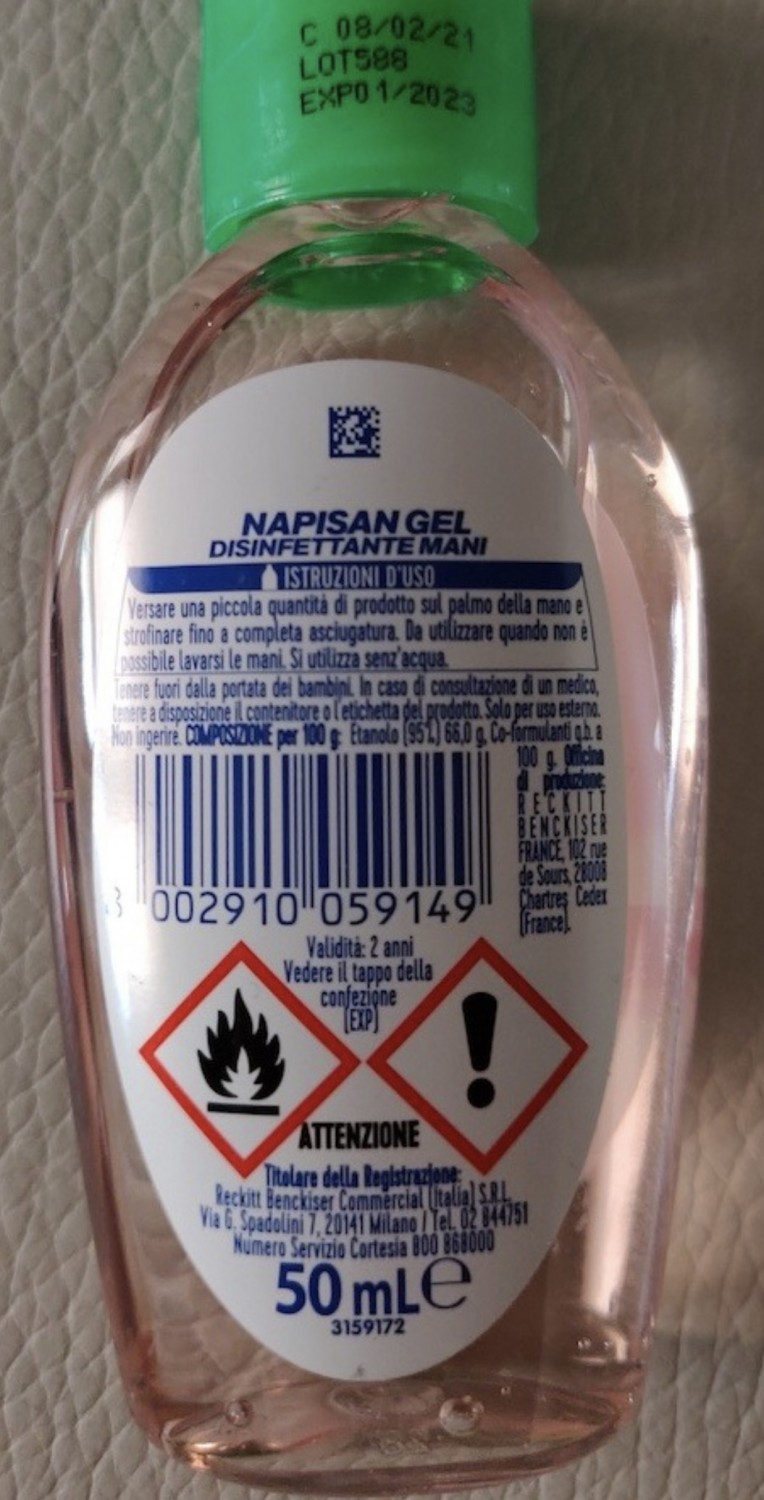 C 08/02/21
LOT588
EXP01/2023
NAPISAN GEL
DISINFETTANTE MANI
ISTRUZIONI D'USO
Versare una piccola quantità di prodotto sul palmo della mano e
strofinare fino a completa asciugatura. Da utilizzare quando non è
possibile lavarsi le mani. Si utilizza senz'acqua.
Tenere fuori dalla portata dei bambini. In caso di consultazione di un medico,
tenere a disposizione il contenitore o l'etichetta del prodotto. Solo per uso esterno.
Non ingerire. COMPOSIZIONE per 100 g: Etanolo (95%) 66,0 g, Co-formulanti q.b. a
100 g. Officina
di produzione:
RECKITT
BENCKISER
FRANCE, 102 rue
de Sours, 28008
Chartres Cedex
(France).
3 002910 059149
Validità: 2 anni
Vedere il tappo della
confezione
(EXP)
ATTENZIONE
Titolare della Registrazione:
Reckitt Benckiser Commercial (Italia) S.R.L.
Via G. Spadolini 7, 20141 Milano / Tel. 02 844751
Numero Servizio Cortesia 800 868000
50 mL e
3159172